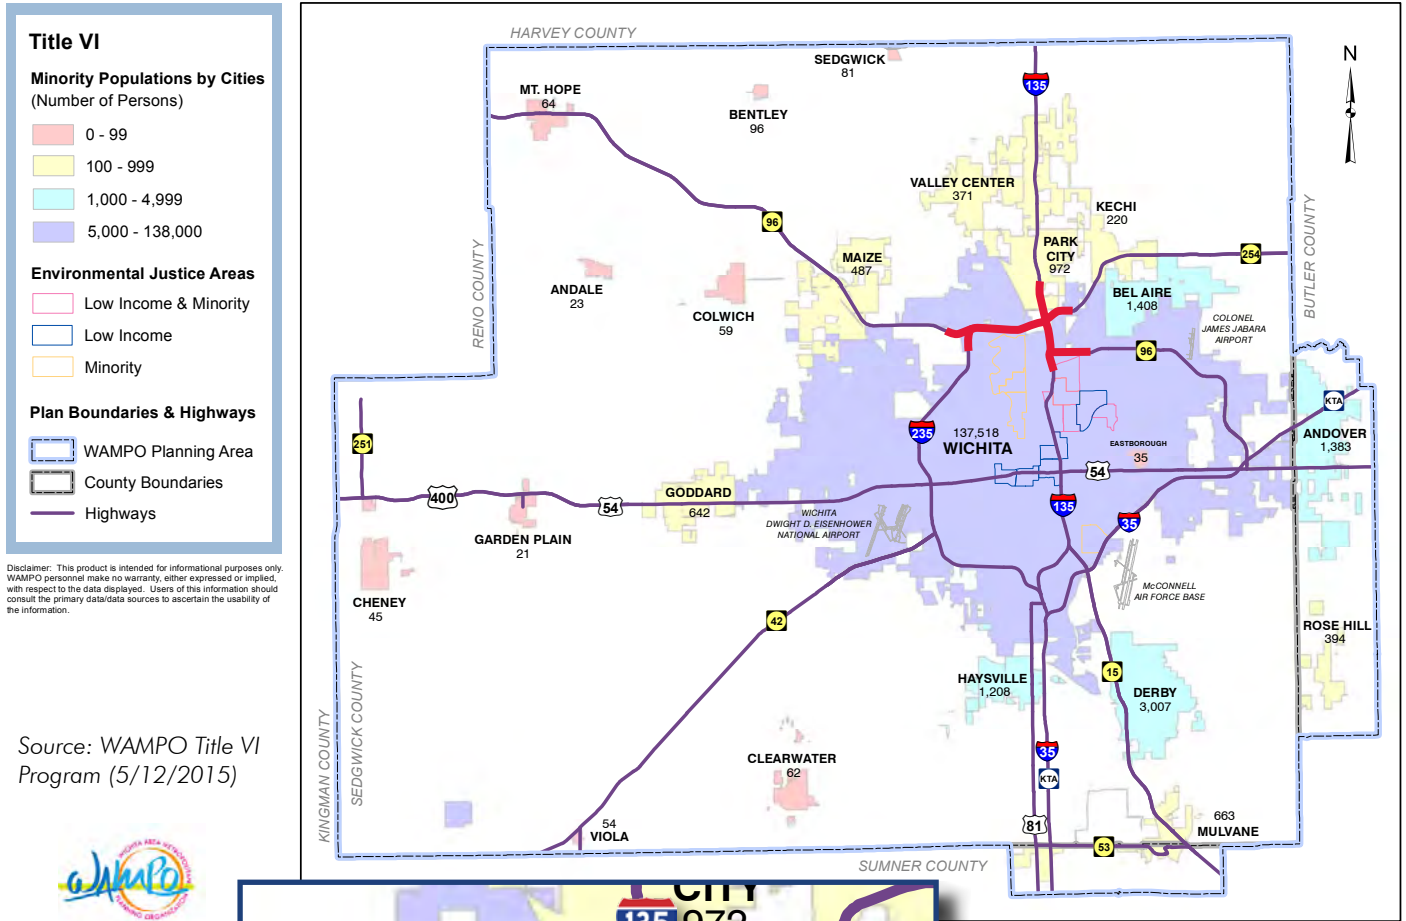 Title VI
Minority Populations by Cities
(Number of Persons)
0 - 99
100 - 999
1,000 - 4,999
5,000 - 138,000
Environmental Justice Areas
Low Income & Minority
Low Income
Minority
Plan Boundaries & Highways
WAMPO Planning Area
County Boundaries
Highways
Disclaimer: This product is intended for informational purposes only.
WAMPO personnel make no warranty, either expressed or implied,
with respect to the data displayed. Users of this information should
consult the primary data/data sources to ascertain the usability of
the information.
Source: WAMPO Title VI
Program (5/12/2015)
WICHITA AREA METROPOLITAN
WAMPO
PLANNING ORGANIZATION
HARVEY COUNTY
SEDGWICK
81
135
N
MT. HOPE
64
BENTLEY
96
VALLEY CENTER
371
KECHI
220
96
PARK
CITY
972
254
BUTLER COUNTY
RENO COUNTY
MAIZE
487
ANDALE
23
COLWICH
59
BEL AIRE
1,408
COLONEL
JAMES JABARA
AIRPORT
96
KTA
251
235
137,518
WICHITA
EASTBOROUGH
35
ANDOVER
1,383
54
400
54
GODDARD
642
WICHITA
DWIGHT D. EISENHOWER
NATIONAL AIRPORT
135
35
GARDEN PLAIN
21
CHENEY
45
McCONNELL
AIR FORCE BASE
42
ROSE HILL
394
HAYSVILLE
1,208
15
DERBY
3,007
KINGMAN COUNTY
SEDGWICK COUNTY
CLEARWATER
62
35
KTA
54
VIOLA
81
663
MULVANE
53
SUMNER COUNTY
CITY
135
972